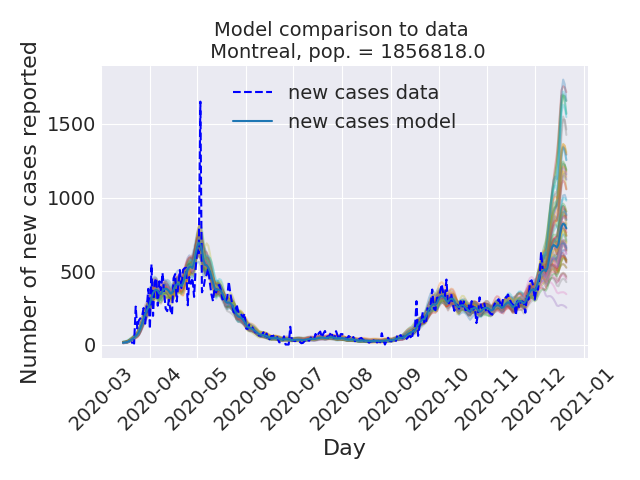 Model comparison to data
Montreal, pop. = 1856818.0
Number of new cases reported
new cases data
new cases model
1500
1000
500
0
2020-03
2020-04
2020-05
2020-06
2020-07
2020-08
2020-09
2020-10
2020-11
2020-12
2021-01
Day